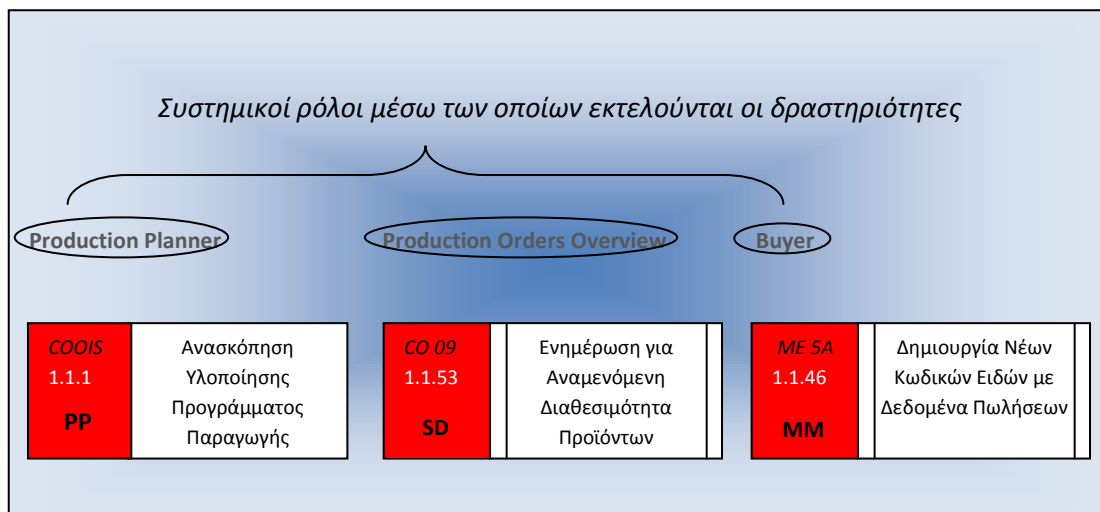 Συστημικοί ρόλοι μέσω των οποίων εκτελούνται οι δραστηριότητες
Production Planner
Production Orders Overview
Buyer
COOIS
1.1.1
PP
Ανασκόπηση
Υλοποίησης
Προγράμματος
Παραγωγής
CO 09
1.1.53
SD
Ενημέρωση για
Αναμενόμενη
Διαθεσιμότητα
Προϊόντων
ME 5A
1.1.46
MM
Δημιουργία Νέων
Κωδικών Ειδών με
Δεδομένα Πωλήσεων